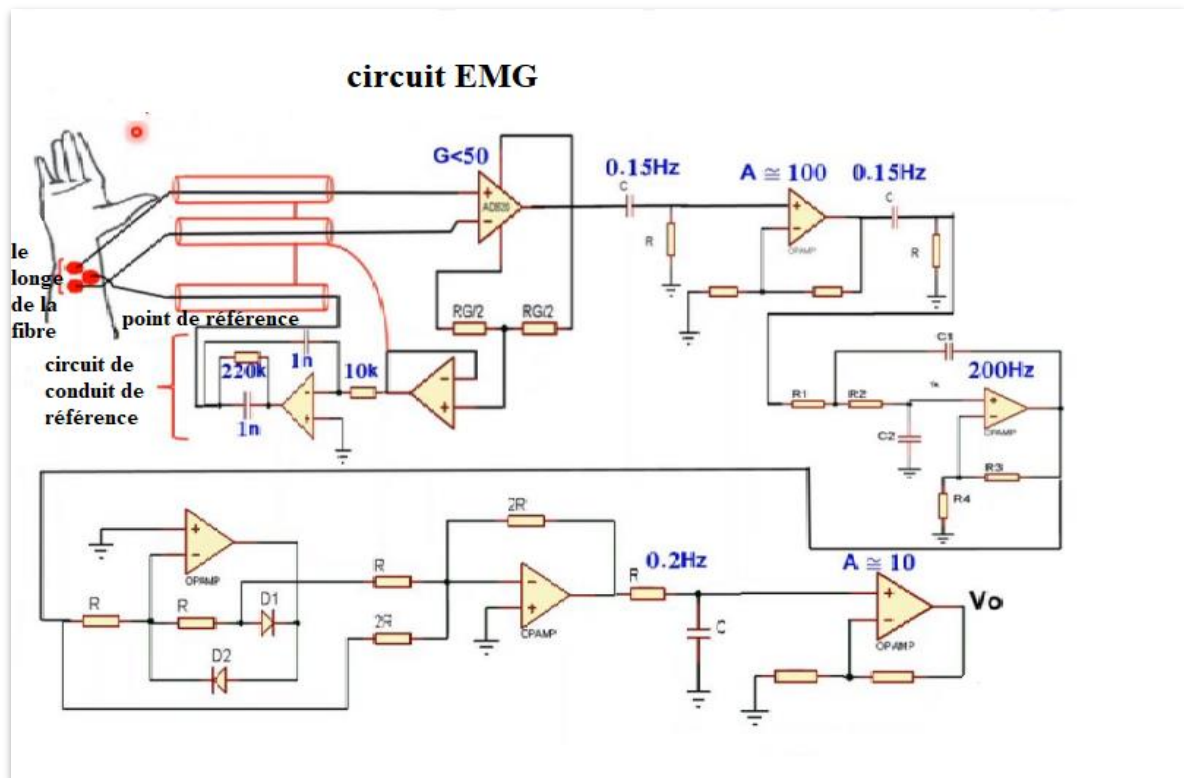 circuit EMG
G<50
0.15Hz
A ≅ 100
0.15Hz
C
C
R
R
OPAMP
le
longe
de la
fibre
point de référence
RG/2
RG/2
circuit de
conduit de
référence
1n
220k
10k
1n
C1
200Hz
R1
R2
1k
C2
OPAMP
R3
R4
2R
OPAMP
R
R
D1
D2
R
2R
OPAMP
R
0.2Hz
C
A ≅ 10
Vo
OPAMP